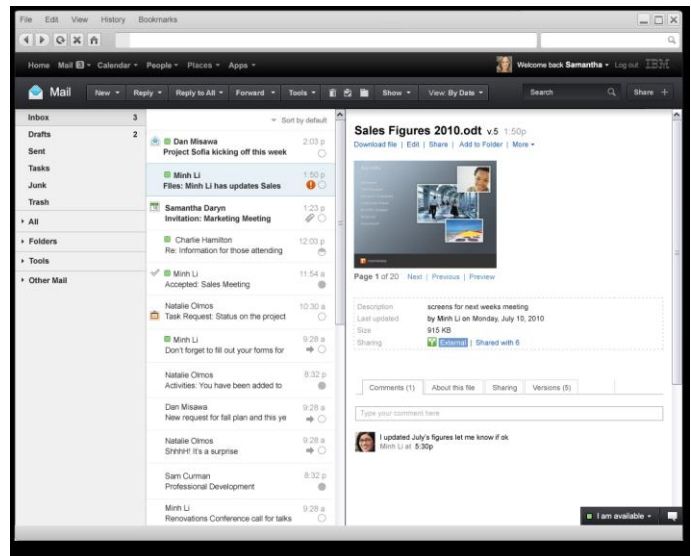 File Edit View History Bookmarks
Home Mail 3 Calendar People Places Apps Welcome back Samantha Log out IBM
Mail New Reply Reply to All Forward Tools Show View: By Date Search Share +
Inbox 3
Drafts 2
Sent
Tasks
Junk
Trash
All
Folders
Tools
Other Mail
Sort by default
Dan Misawa 2:03 p
Project Sofia kicking off this week
Minh Li 1:50 p
Files: Minh Li has updates Sales
Samantha Daryn 1:23 p
Invitation: Marketing Meeting
Charlie Hamilton 12:03 p
Re: Information for those attending
Minh Li 11:54 a
Accepted: Sales Meeting
Natalie Olmos 10:30 a
Task Request: Status on the project
Minh Li 9:28 a
Don't forget to fill out your forms for
Natalie Olmos 8:32 p
Activities: You have been added to
Dan Misawa 9:28 a
New request for fall plan and this ye
Natalie Olmos 9:28 a
ShhhH! It's a surprise
Sam Curman 8:32 p
Professional Development
Minh Li 9:28 a
Renovations Conference call for talks
Sales Figures 2010.odt v.5 1:50p
Download file | Edit | Share | Add to Folder | More
Page 1 of 20 Next | Previous | Preview
Description screens for next weeks meeting
Last updated by Minh Li on Monday, July 10, 2010
Size 915 KB
Sharing External | Shared with 6
Comments (1) About this file Sharing Versions (5)
Type your comment here
I updated July's figures let me know if ok
Minh Li at 5:30p
I am available